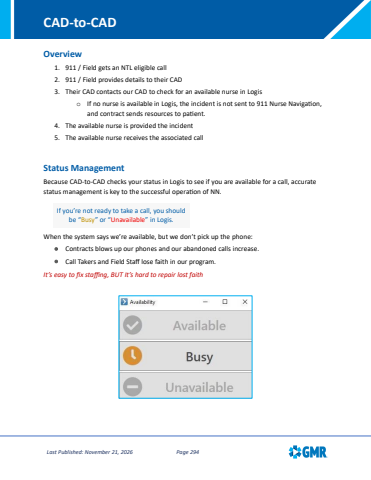 CAD-to-CAD
Overview
1. 911 / Field gets an NTL eligible call
2. 911 / Field provides details to their CAD
3. Their CAD contacts our CAD to check for an available nurse in Logis
o If no nurse is available in Logis, the incident is not sent to 911 Nurse Navigation,
and contract sends resources to patient.
4. The available nurse is provided the incident
5. The available nurse receives the associated call
Status Management
Because CAD-to-CAD checks your status in Logis to see if you are available for a call, accurate
status management is key to the successful operation of NN.
If you're not ready to take a call, you should
be "Busy" or "Unavailable" in Logis.
When the system says we're available, but we don't pick up the phone:
● Contracts blows up our phones and our abandoned calls increase.
● Call Takers and Field Staff lose faith in our program.
It's easy to fix staffing, BUT it's hard to repair lost faith
Availability
Available
Busy
Unavailable
Last Published: November 21, 2026 Page 294
GMR